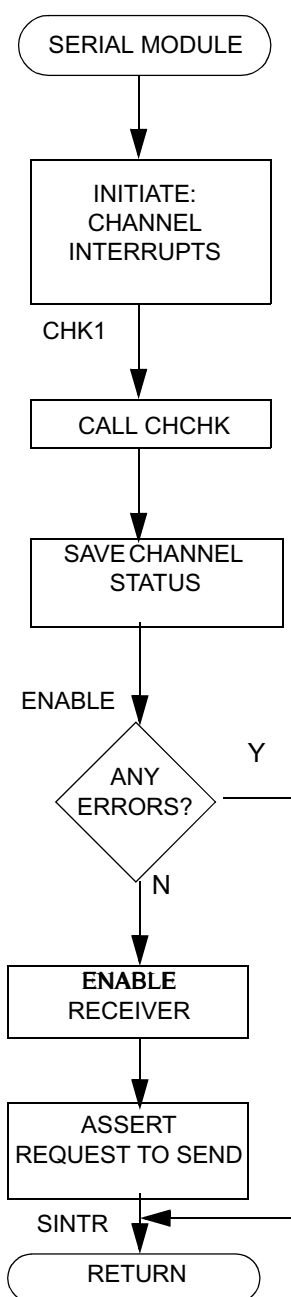 SERIAL MODULE
INITIATE:
CHANNEL
INTERRUPTS
CHK1
CALL CHCHK
SAVE CHANNEL
STATUS
ENABLE
ANY
ERRORS?
Y
N
ENABLE
RECEIVER
ASSERT
REQUEST TO SEND
SINTR
RETURN